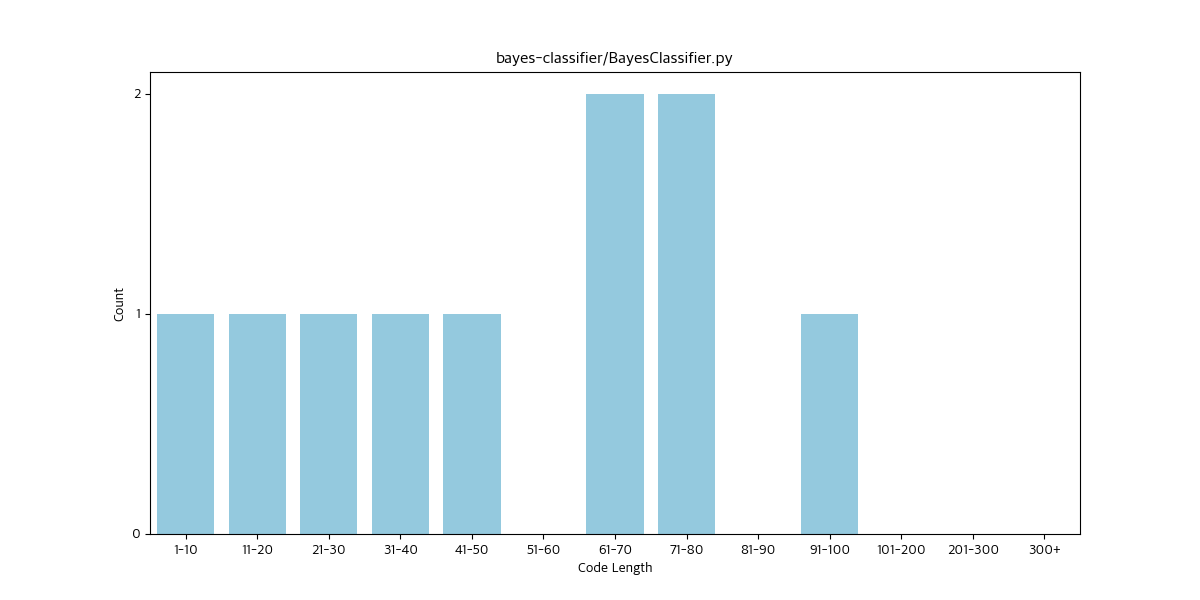 bayes-classifier/BayesClassifier.py
2
1
0
Count
1-10 11-20 21-30 31-40 41-50 51-60 61-70 71-80 81-90 91-100 101-200 201-300 300+
Code Length